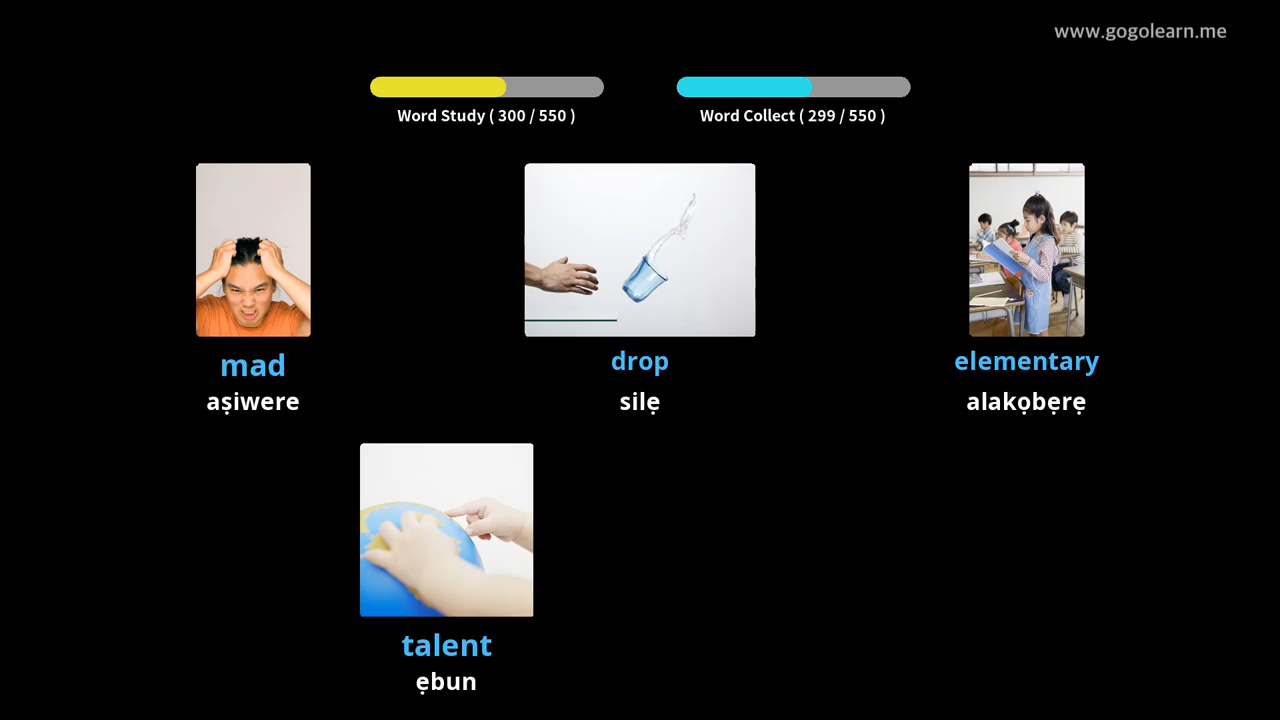 www.gogolearn.me
Word Study ( 300 / 550 )
Word Collect ( 299 / 550 )
mad
aṣiwere
drop
silẹ
elementary
alakọbẹrẹ
talent
ẹbun